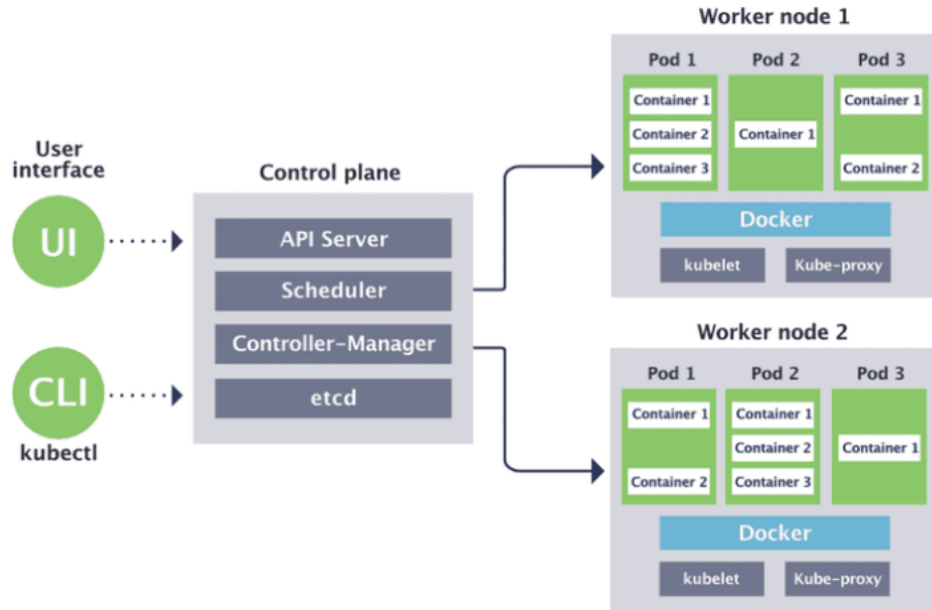 User
interface
UI
CLI
kubectl
Control plane
API Server
Scheduler
Controller-Manager
etcd
Worker node 1
Pod 1 Pod 2 Pod 3
Container 1
Container 2
Container 3
Container 1
Container 1
Container 2
Docker
kubelet Kube-proxy
Worker node 2
Pod 1 Pod 2 Pod 3
Container 1
Container 2
Container 1
Container 2
Container 3
Container 1
Docker
kubelet Kube-proxy